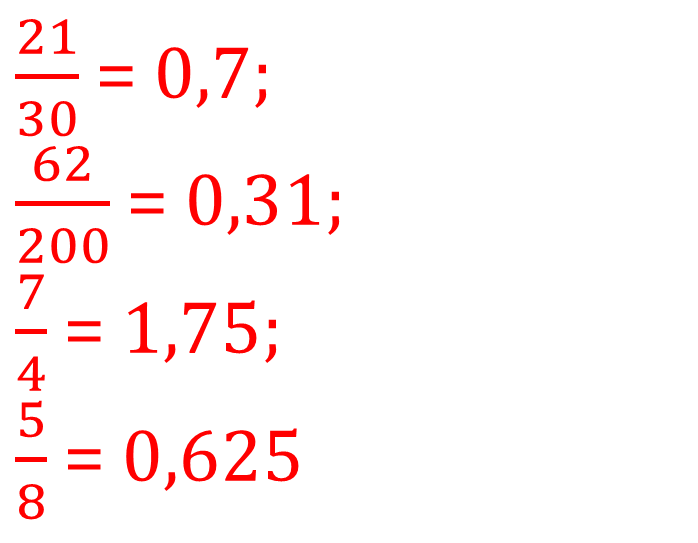 21/30 = 0,7;
62/200 = 0,31;
7/4 = 1,75;
5/8 = 0,625